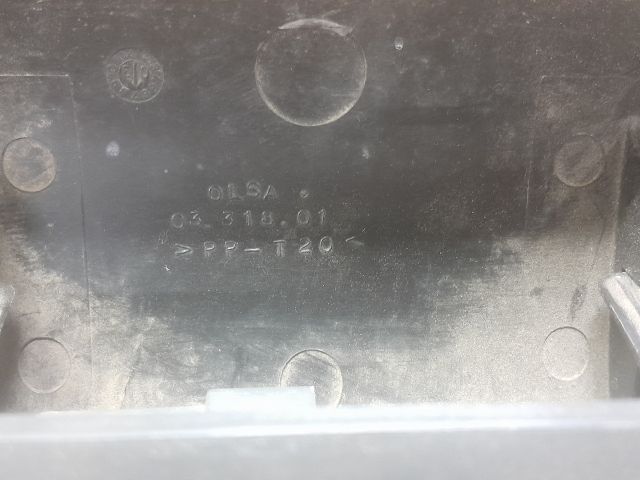 OLSA .
03.318.01
>PP-T20<